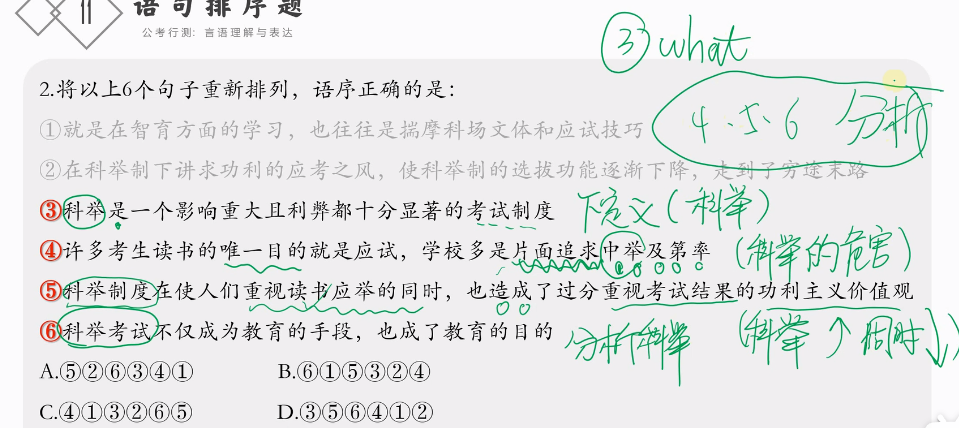 语句排序题
公考行测：言语理解与表达
③ what
2.将以上6个句子重新排列，语序正确的是：
4、5、6 分析
①就是在智育方面的学习，也往往是揣摩科场文体和应试技巧
②在科举制下讲求功利的应考之风，使科举制的选拔功能逐渐下降，走到了穷途末路
③科举是一个影响重大且利弊都十分显著的考试制度 下定义（科举）
④许多考生读书的唯一目的就是应试，学校多是片面追求中举及第率 （科举的危害）
⑤科举制度在使人们重视读书应举的同时，也造成了过分重视考试结果的功利主义价值观
⑥科举考试不仅成为教育的手段，也成了教育的目的 分析科举 （科举↑ 同时↓）
A.⑤②⑥③④① B.⑥①⑤③②④
C.④①③②⑥⑤ D.③⑤⑥④①②